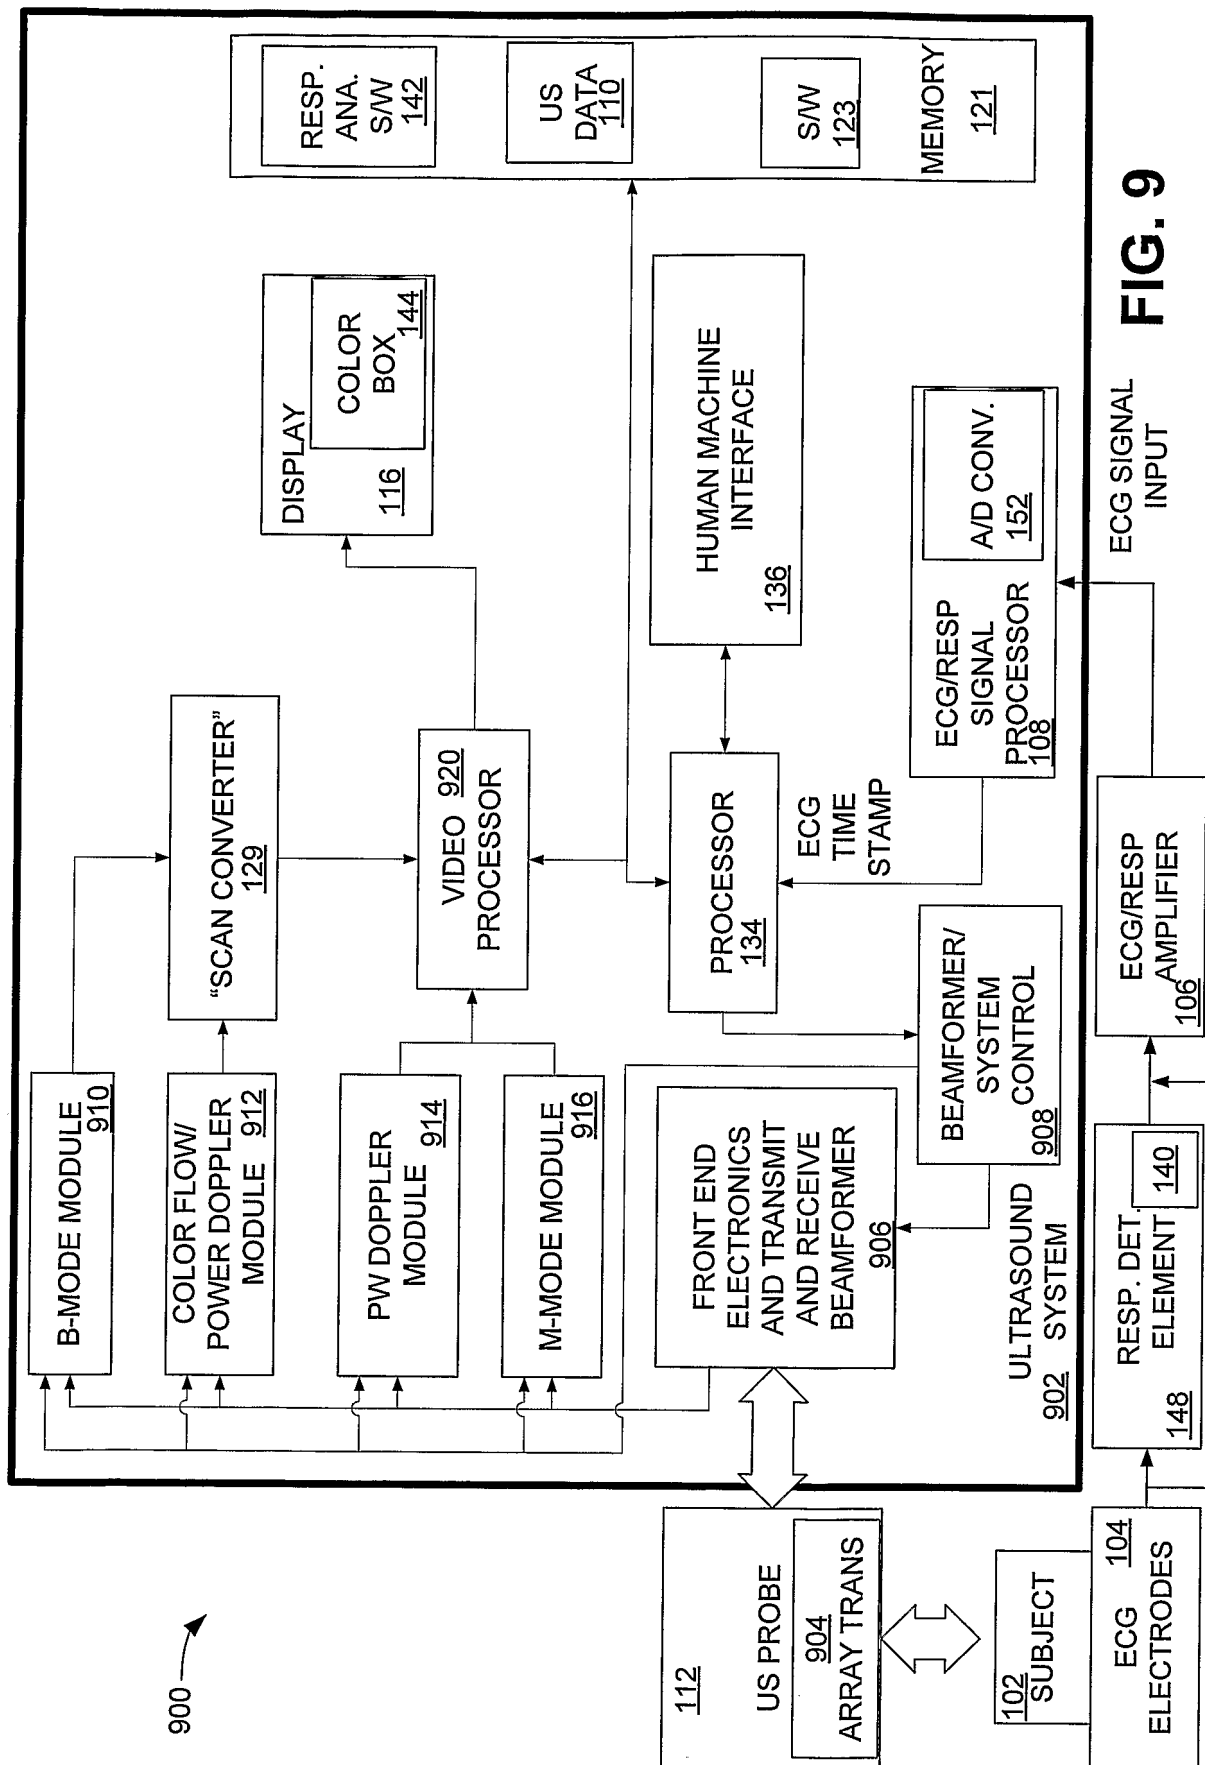 900
B-MODE MODULE
910
COLOR FLOW/
POWER DOPPLER
MODULE 912
PW DOPPLER
MODULE 914
M-MODE MODULE
916
"SCAN CONVERTER"
129
VIDEO 920
PROCESSOR
DISPLAY
116
COLOR
BOX
144
RESP.
ANA.
S/W
142
US
DATA
110
S/W
123
MEMORY
121
HUMAN MACHINE
INTERFACE
136
PROCESSOR
134
ECG
TIME
STAMP
ECG/RESP
SIGNAL
PROCESSOR
108
A/D CONV.
152
FRONT END
ELECTRONICS
AND TRANSMIT
AND RECEIVE
BEAMFORMER
906
BEAMFORMER/
SYSTEM
CONTROL
908
ULTRASOUND
902 SYSTEM
112
US PROBE
904
ARRAY TRANS
102
SUBJECT
104
ECG
ELECTRODES
RESP. DET.
ELEMENT
148
140
ECG/RESP
AMPLIFIER
106
ECG SIGNAL
INPUT
FIG. 9